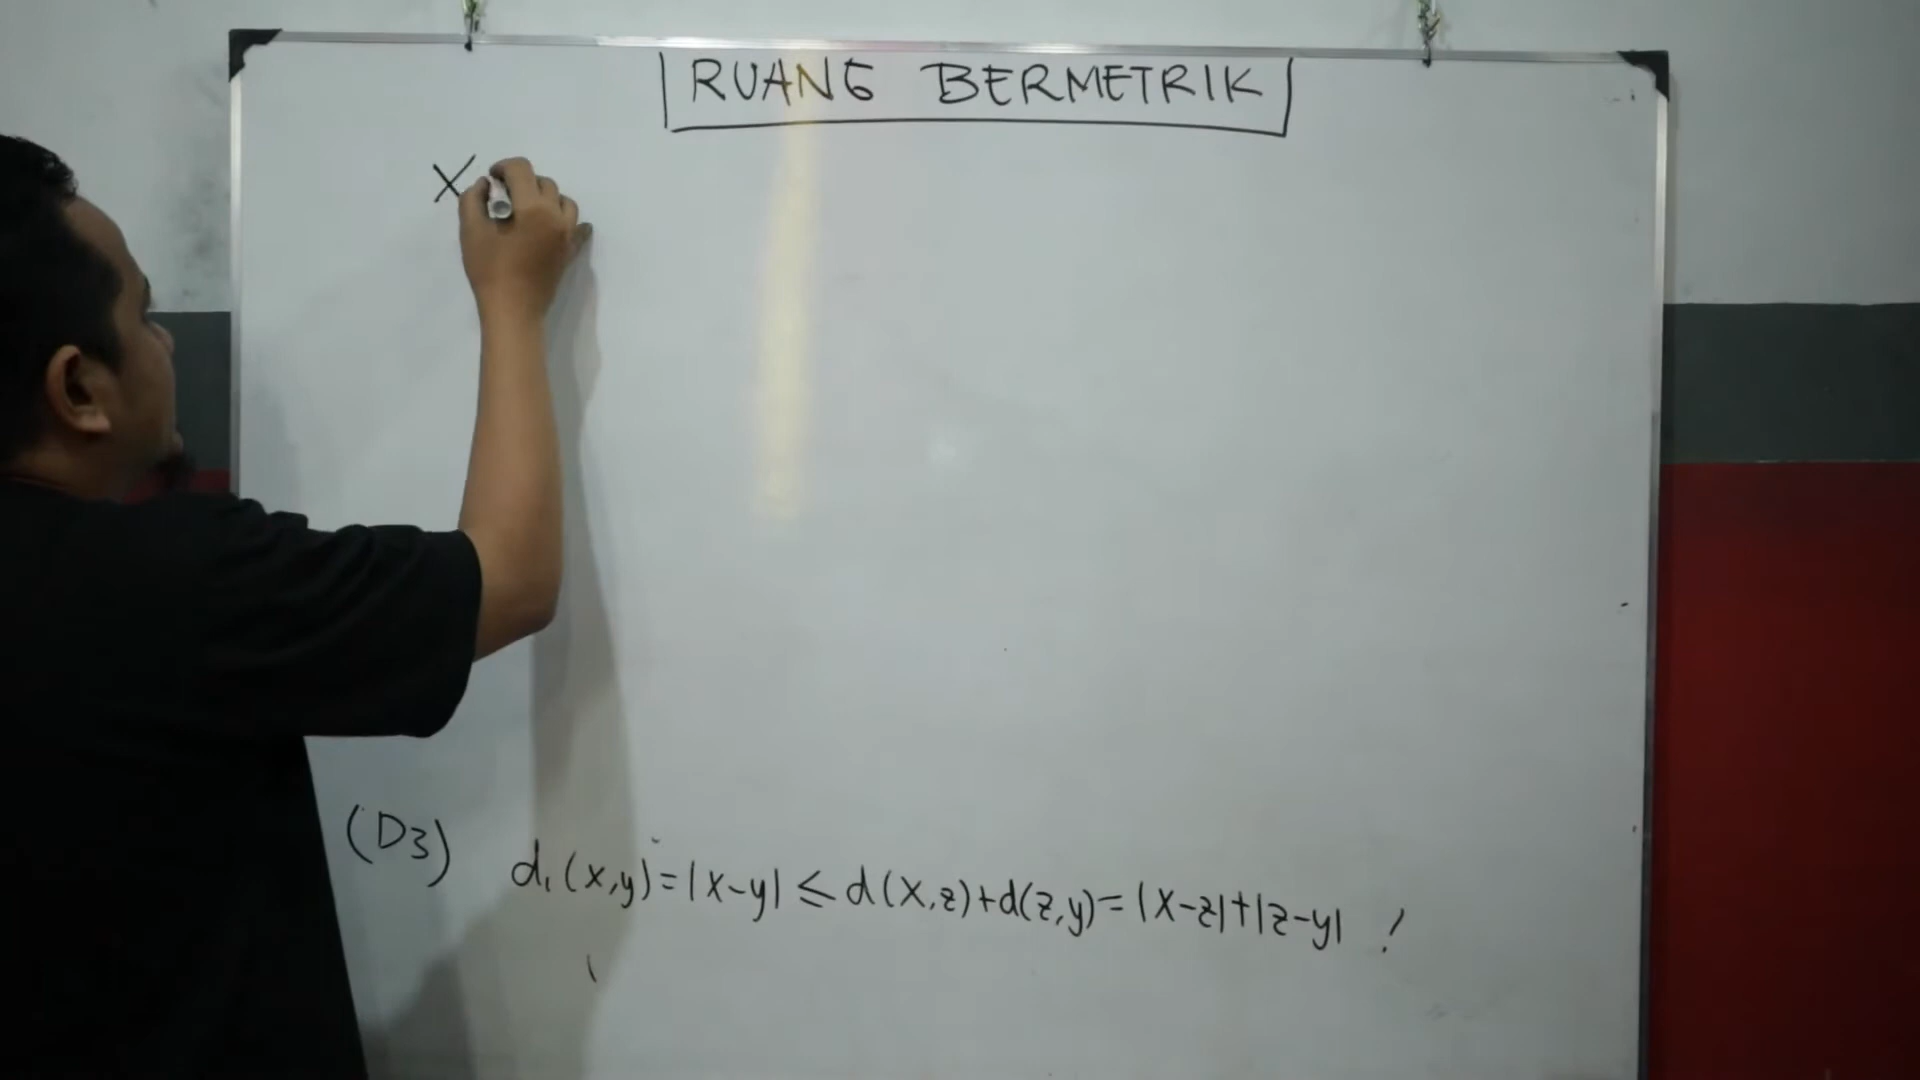 RUANG BERMETRIK
X
(D3) d₁(x,y)=|x-y| ≤ d(x,z)+d(z,y)=|x-z|+|z-y| !